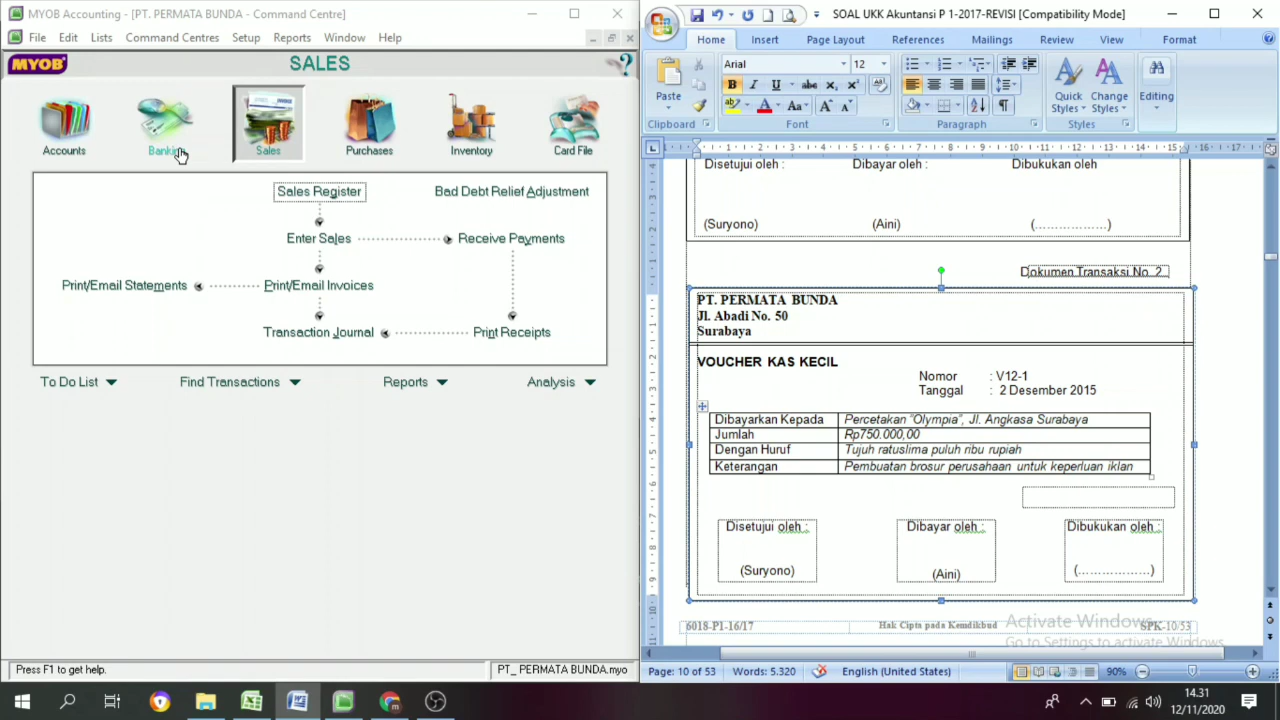 MYOB Accounting - [PT. PERMATA BUNDA - Command Centre]
File Edit Lists Command Centres Setup Reports Window Help
MYOB SALES
Accounts Banking Sales Purchases Inventory Card File
Sales Register Bad Debt Relief Adjustment
Enter Sales Receive Payments
Print/Email Statements Print/Email Invoices
Transaction Journal Print Receipts
To Do List Find Transactions Reports Analysis
Press F1 to get help. PT_ PERMATA BUNDA.myo
SOAL UKK Akuntansi P 1-2017-REVISI [Compatibility Mode]
Home Insert Page Layout References Mailings Review View Format
Arial 12
Paste
Quick Styles Change Styles Editing
Clipboard Font Paragraph Styles
Disetujui oleh : Dibayar oleh : Dibukukan oleh
(Suryono) (Aini) (………………)
Dokumen Transaksi No. 2
PT. PERMATA BUNDA
Jl. Abadi No. 50
Surabaya
VOUCHER KAS KECIL
Nomor : V12-1
Tanggal : 2 Desember 2015
Dibayarkan Kepada Percetakan "Olympia", Jl. Angkasa Surabaya
Jumlah Rp750.000,00
Dengan Huruf Tujuh ratuslima puluh ribu rupiah
Keterangan Pembuatan brosur perusahaan untuk keperluan iklan
Disetujui oleh : Dibayar oleh : Dibukukan oleh :
(Suryono) (Aini) (………………)
6018-P1-16/17 Hak Cipta pada Kemdikbud SPK-10/53
Activate Windows
Go to Settings to activate Windows
Page: 10 of 53 Words: 5.320 English (United States) 90%
14.31
12/11/2020